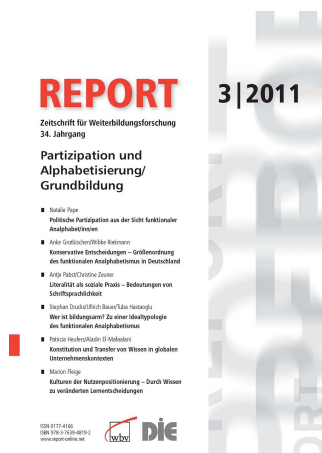 REPORT
3|2011
Zeitschrift für Weiterbildungsforschung
34. Jahrgang
Partizipation und
Alphabetisierung/
Grundbildung
Natalie Pape
Politische Partizipation aus der Sicht funktionaler
Analphabet/inn/en
Anke Grotlüschen/Wibke Riekmann
Konservative Entscheidungen – Größenordnung
des funktionalen Analphabetismus in Deutschland
Antje Pabst/Christine Zeuner
Literalität als soziale Praxis – Bedeutungen von
Schriftsprachlichkeit
Stephan Drucks/Ullrich Bauer/Tuba Hastaoglu
Wer ist bildungsarm? Zu einer Idealtypologie
des funktionalen Analphabetismus
Patricia Heufers/Aladin El-Mafaalani
Konstitution und Transfer von Wissen in globalen
Unternehmenskontexten
Marion Fleige
Kulturen der Nutzenpositionierung – Durch Wissen
zu veränderten Lernentscheidungen
ISSN 0177-4166
ISBN 978-3-7639-4819-2
www.report-online.net
wbv
DIE